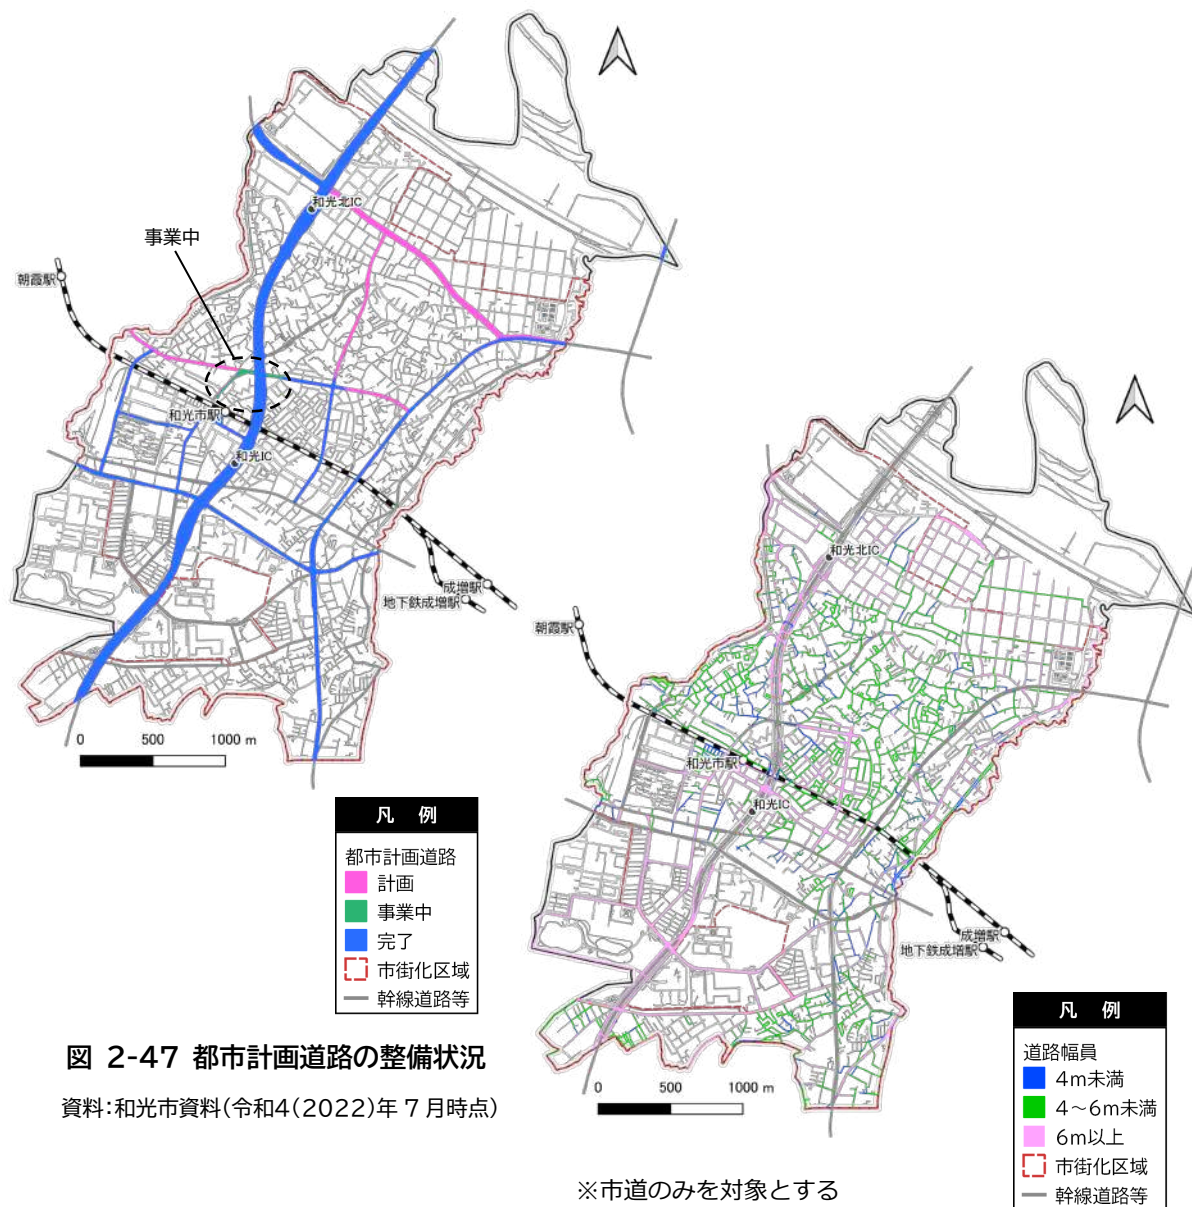 和光北IC
事業中
朝霞駅
和光市駅
和光IC
成増駅
地下鉄成増駅
0 500 1000 m
凡 例
都市計画道路
計画
事業中
完了
市街化区域
幹線道路等
図 2-47 都市計画道路の整備状況
資料:和光市資料(令和4(2022)年7月時点)
和光北IC
朝霞駅
和光市駅
和光IC
成増駅
地下鉄成増駅
0 500 1000 m
凡 例
道路幅員
4m未満
4～6m未満
6m以上
市街化区域
幹線道路等
※市道のみを対象とする